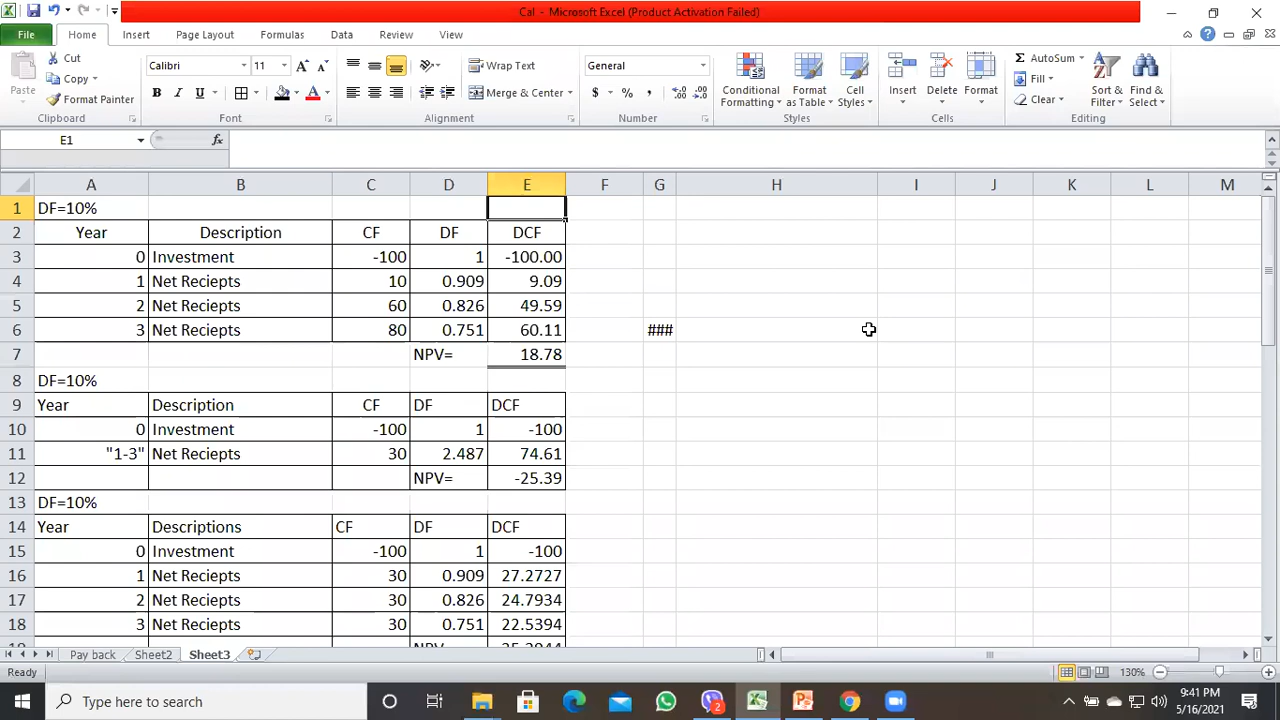 Cal - Microsoft Excel (Product Activation Failed)
File Home Insert Page Layout Formulas Data Review View
Paste Cut Copy Format Painter
Clipboard
Calibri 11
B I U A
Font
Wrap Text
Merge & Center
Alignment
General
$ % ,
Number
Conditional Formatting Format as Table Cell Styles
Styles
Insert Delete Format
Cells
AutoSum Fill Clear Sort & Filter Find & Select
Editing
E1 fx
A B C D E F G H I J K L M
1 DF=10%
2 Year Description CF DF DCF
3 0 Investment -100 1 -100.00
4 1 Net Reciepts 10 0.909 9.09
5 2 Net Reciepts 60 0.826 49.59
6 3 Net Reciepts 80 0.751 60.11 ###
7 NPV= 18.78
8 DF=10%
9 Year Description CF DF DCF
10 0 Investment -100 1 -100
11 "1-3" Net Reciepts 30 2.487 74.61
12 NPV= -25.39
13 DF=10%
14 Year Descriptions CF DF DCF
15 0 Investment -100 1 -100
16 1 Net Reciepts 30 0.909 27.2727
17 2 Net Reciepts 30 0.826 24.7934
18 3 Net Reciepts 30 0.751 22.5394
Pay back Sheet2 Sheet3
Ready 130%
Type here to search
2
9:41 PM
5/16/2021